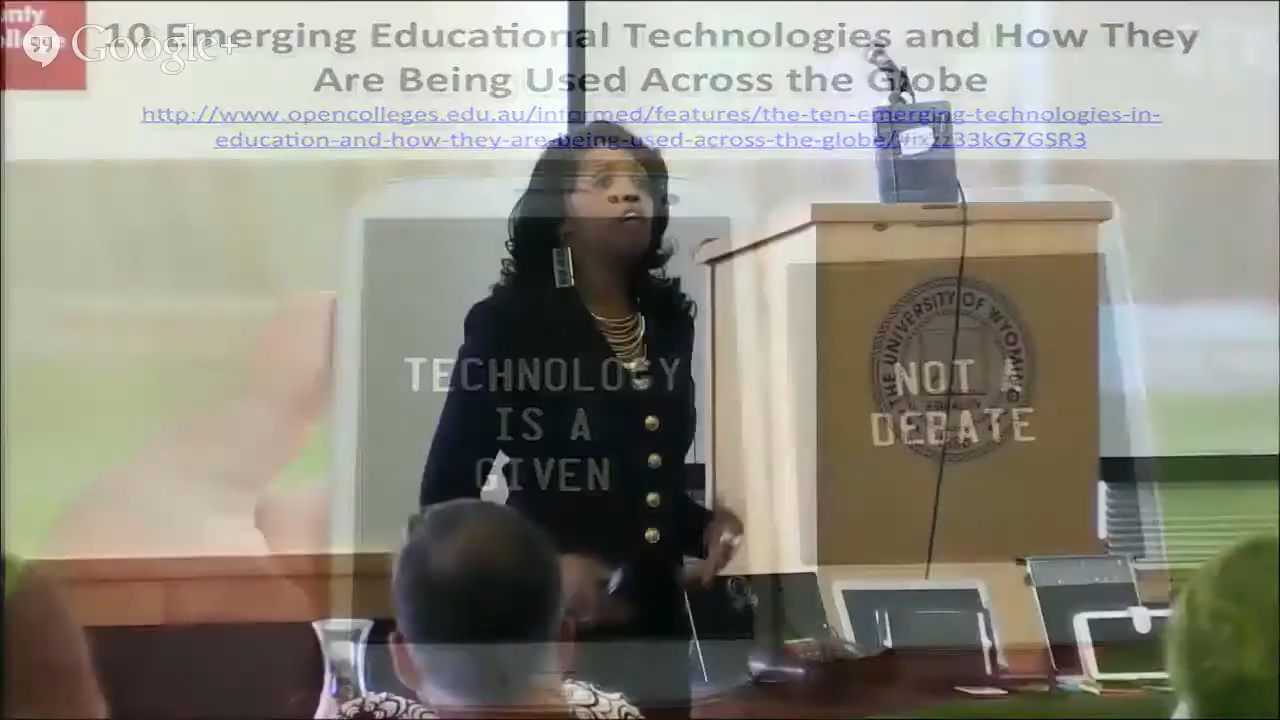 Google+
10 Emerging Educational Technologies and How They
Are Being Used Across the Globe
http://www.opencolleges.edu.au/informed/features/the-ten-emerging-technologies-in-
education-and-how-they-are-being-used-across-the-globe/#ixzz33kG7GSR3
TECHNOLOGY
IS A
GIVEN
NOT
DEBATE
THE UNIVERSITY OF WYOMING